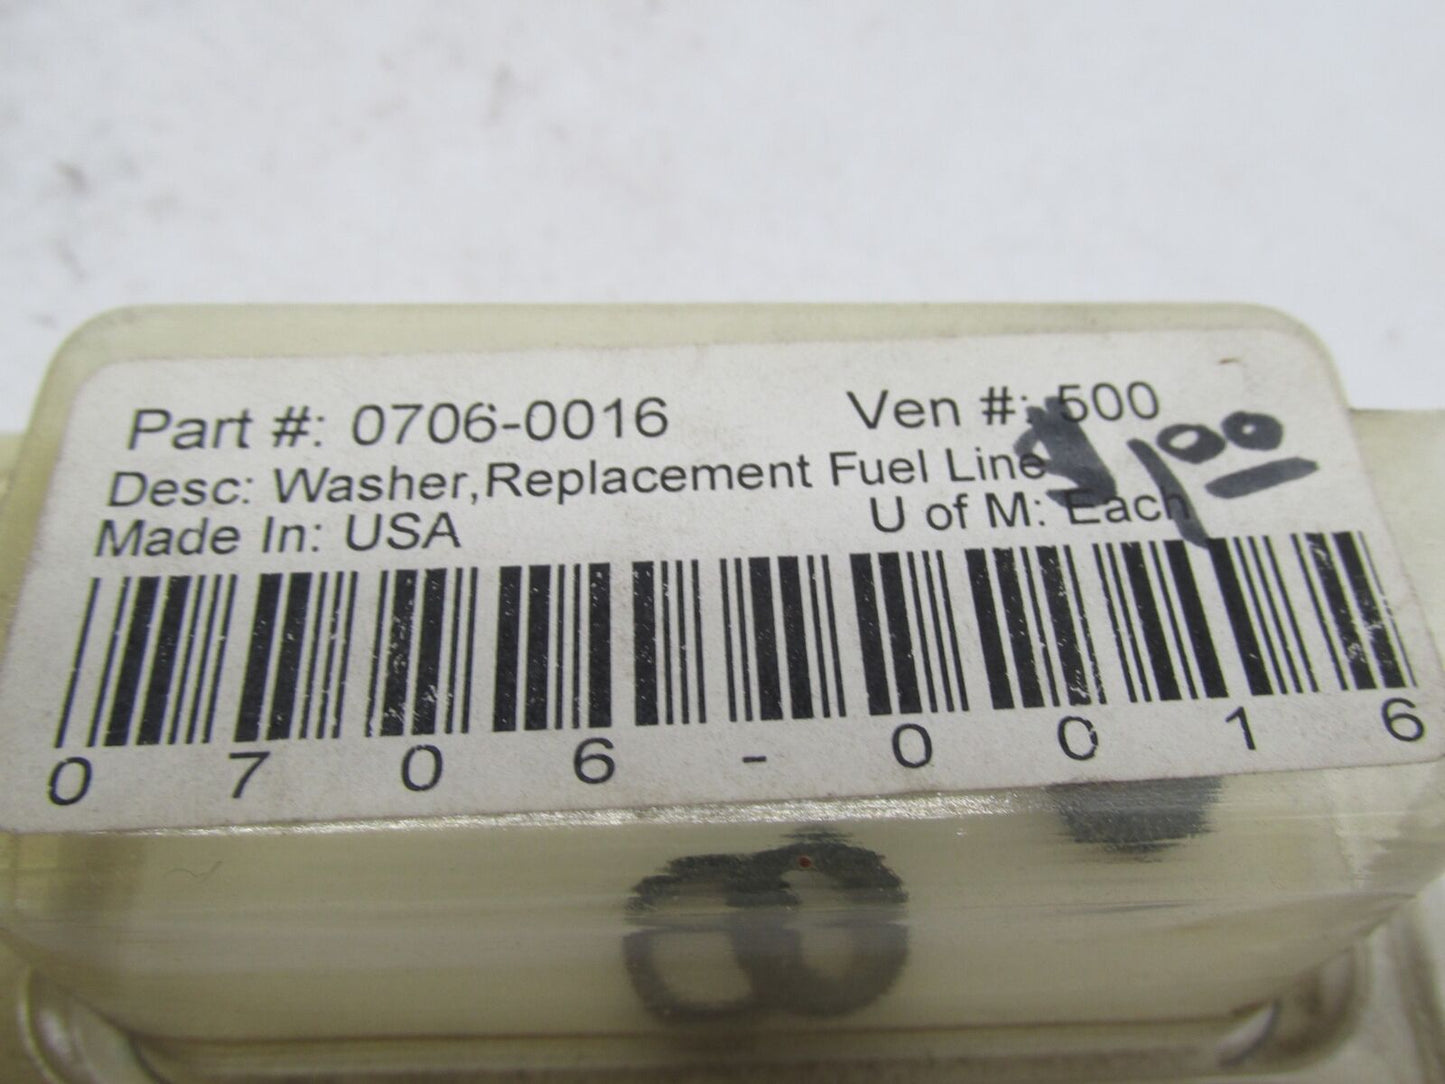 Part #: 0706-0016 Ven #: 500
Desc: Washer,Replacement Fuel Line
$1.00
Made In: USA U of M: Each
0706-0016